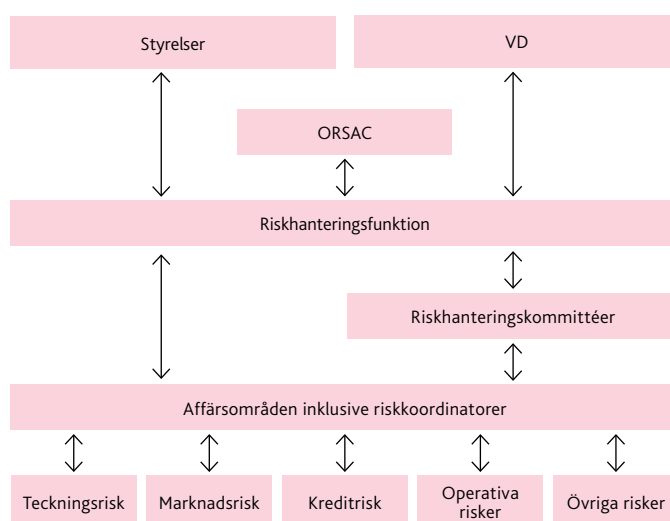 Styrelser
VD
ORSAC
Riskhanteringsfunktion
Riskhanteringskommittéer
Affärsområden inklusive riskkoordinatorer
Teckningsrisk
Marknadsrisk
Kreditrisk
Operativa
risker
Övriga risker